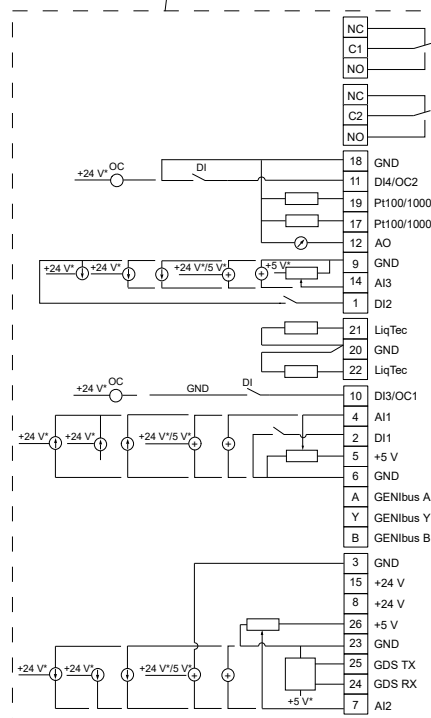 NC
C1
NO
NC
C2
NO
18 GND
+24 V* OC DI 11 DI4/OC2
19 Pt100/1000
17 Pt100/1000
12 AO
9 GND
+24 V* +24 V* +24 V*/5 V* +5 V* 14 AI3
1 DI2
21 LiqTec
20 GND
22 LiqTec
+24 V* OC GND DI 10 DI3/OC1
4 AI1
+24 V* +24 V* +24 V*/5 V* 2 DI1
5 +5 V
6 GND
A GENIbus A
Y GENIbus Y
B GENIbus B
3 GND
15 +24 V
8 +24 V
26 +5 V
23 GND
+24 V* +24 V* +24 V*/5 V* 25 GDS TX
24 GDS RX
+5 V* 7 AI2